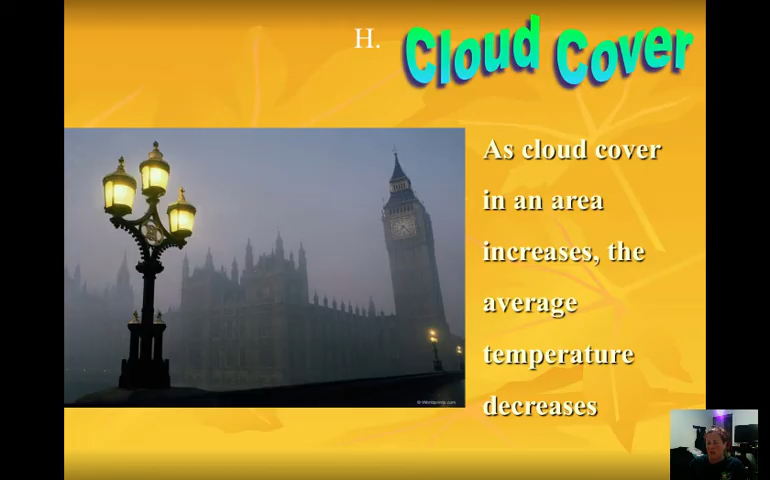 H. Cloud Cover
As cloud cover
in an area
increases, the
average
temperature
decreases